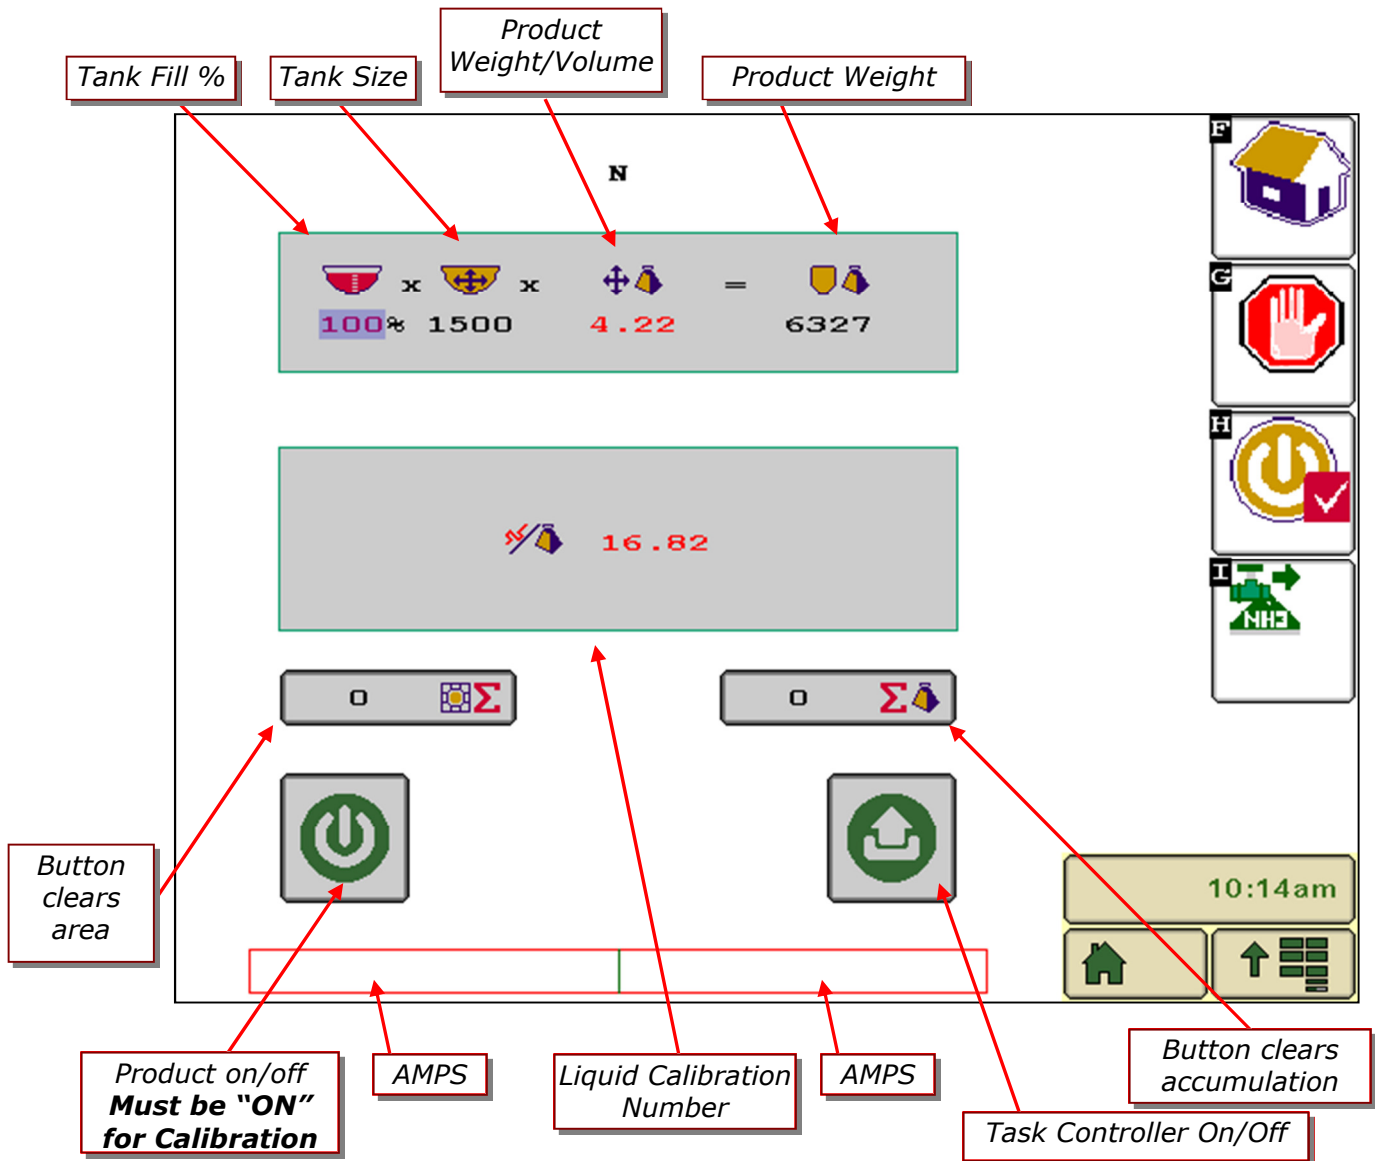 Product
Weight/Volume
Tank Fill %
Tank Size
Product Weight
F
N
G
x
x
=
100%
1500
4.22
6327
H
16.82
I
NH3
0
Σ
0
Σ
10:14am
Button
clears
area
Product on/off
Must be “ON”
for Calibration
AMPS
Liquid Calibration
Number
AMPS
Button clears
accumulation
Task Controller On/Off